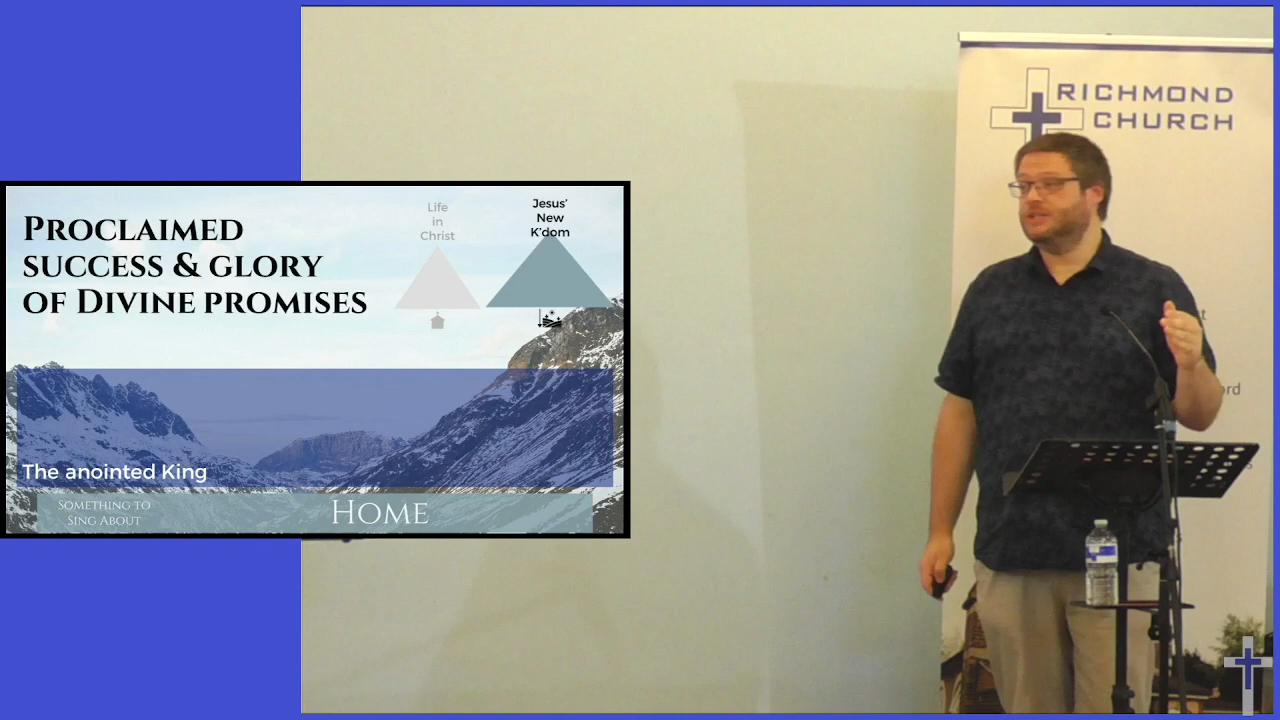 PROCLAIMED
SUCCESS & GLORY
OF DIVINE PROMISES
Life
in
Christ
Jesus'
New
K'dom
The anointed King
SOMETHING TO
SING ABOUT
HOME
RICHMOND
CHURCH